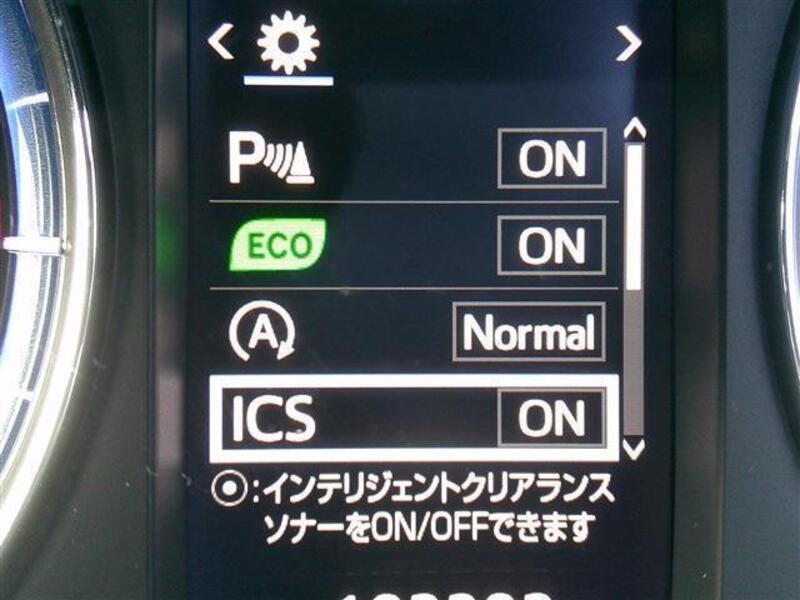 P ON
ECO ON
A Normal
ICS ON
:インテリジェントクリアランス
ソナーをON/OFFできます